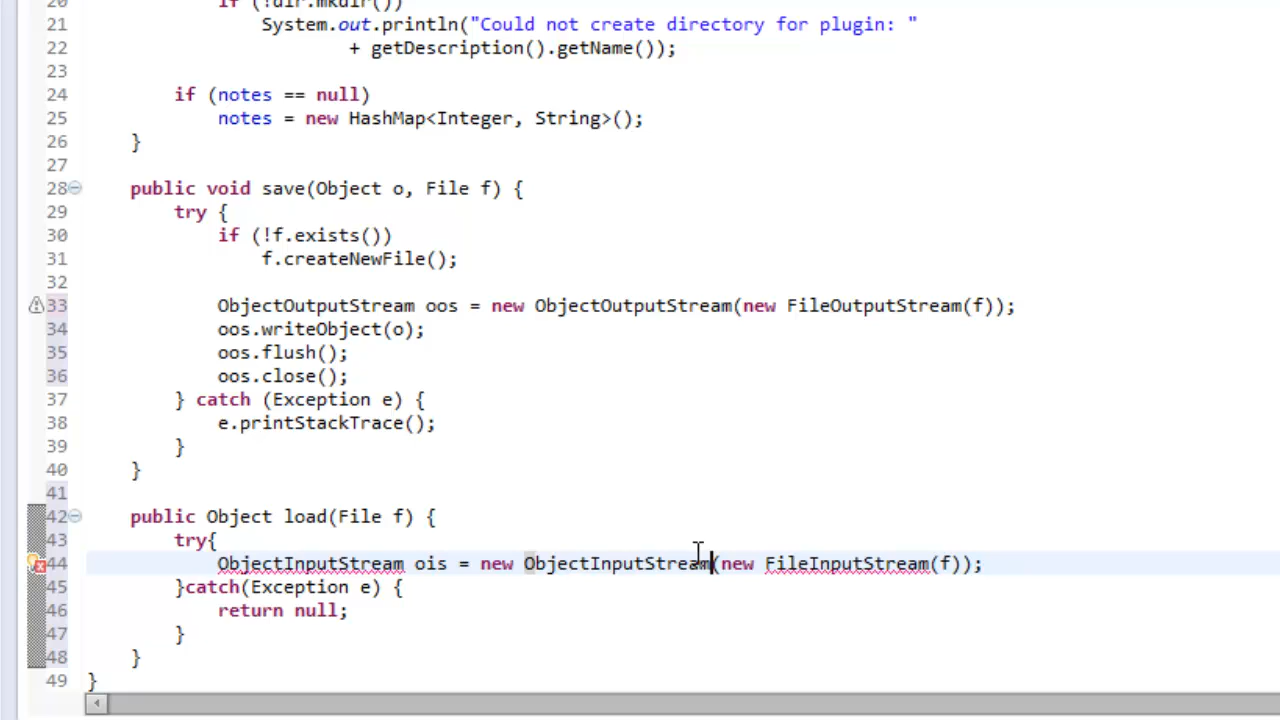 20 if (!dir.mkdir())
21 System.out.println("Could not create directory for plugin: "
22 + getDescription().getName());
23
24 if (notes == null)
25 notes = new HashMap<Integer, String>();
26 }
27
28 public void save(Object o, File f) {
29 try {
30 if (!f.exists())
31 f.createNewFile();
32
33 ObjectOutputStream oos = new ObjectOutputStream(new FileOutputStream(f));
34 oos.writeObject(o);
35 oos.flush();
36 oos.close();
37 } catch (Exception e) {
38 e.printStackTrace();
39 }
40 }
41
42 public Object load(File f) {
43 try{
44 ObjectInputStream ois = new ObjectInputStream(new FileInputStream(f));
45 }catch(Exception e) {
46 return null;
47 }
48 }
49 }